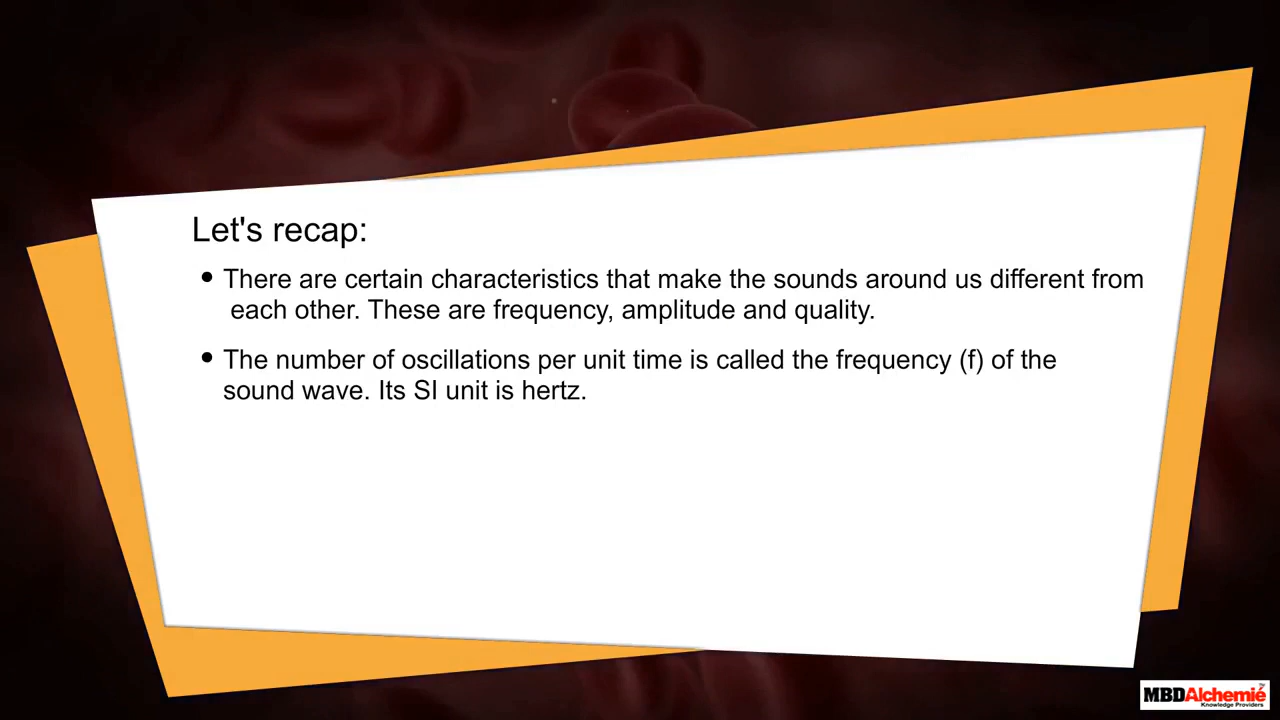 Let's recap:
• There are certain characteristics that make the sounds around us different from
each other. These are frequency, amplitude and quality.
• The number of oscillations per unit time is called the frequency (f) of the
sound wave. Its SI unit is hertz.
MBDAlchemie
Knowledge Providers